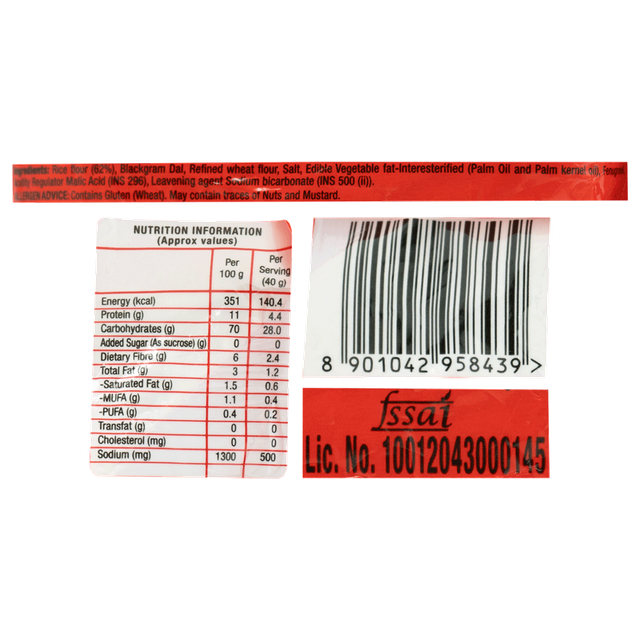 Ingredients: Rice flour (62%), Blackgram Dal, Refined wheat flour, Salt, Edible Vegetable fat-Interesterified (Palm Oil and Palm kernel oil),
Acidity Regulator Malic Acid (INS 296), Leavening agent Sodium bicarbonate (INS 500 (ii)).
ALLERGEN ADVICE: Contains Gluten (Wheat). May contain traces of Nuts and Mustard.
NUTRITION INFORMATION
(Approx values)
Per 100 g Per Serving (40 g)
Energy (kcal) 351 140.4
Protein (g) 11 4.4
Carbohydrates (g) 70 28.0
Added Sugar (As sucrose) (g) 0 0
Dietary Fibre (g) 6 2.4
Total Fat (g) 3 1.2
-Saturated Fat (g) 1.5 0.6
-MUFA (g) 1.1 0.4
-PUFA (g) 0.4 0.2
Transfat (g) 0 0
Cholesterol (mg) 0 0
Sodium (mg) 1300 500
8 901042 958439 >
fssai
Lic. No. 10012043000145